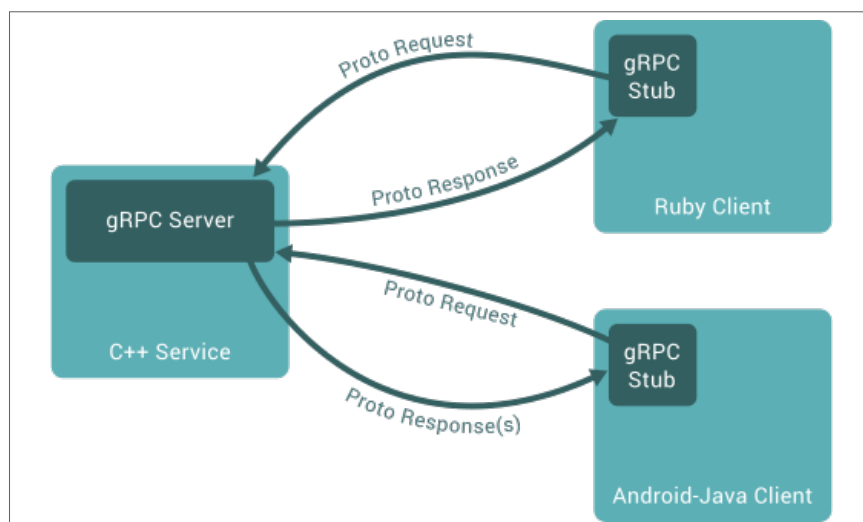 Proto Request
gRPC
Stub
Proto Response
Ruby Client
gRPC Server
Proto Request
C++ Service
gRPC
Stub
Proto Response(s)
Android-Java Client